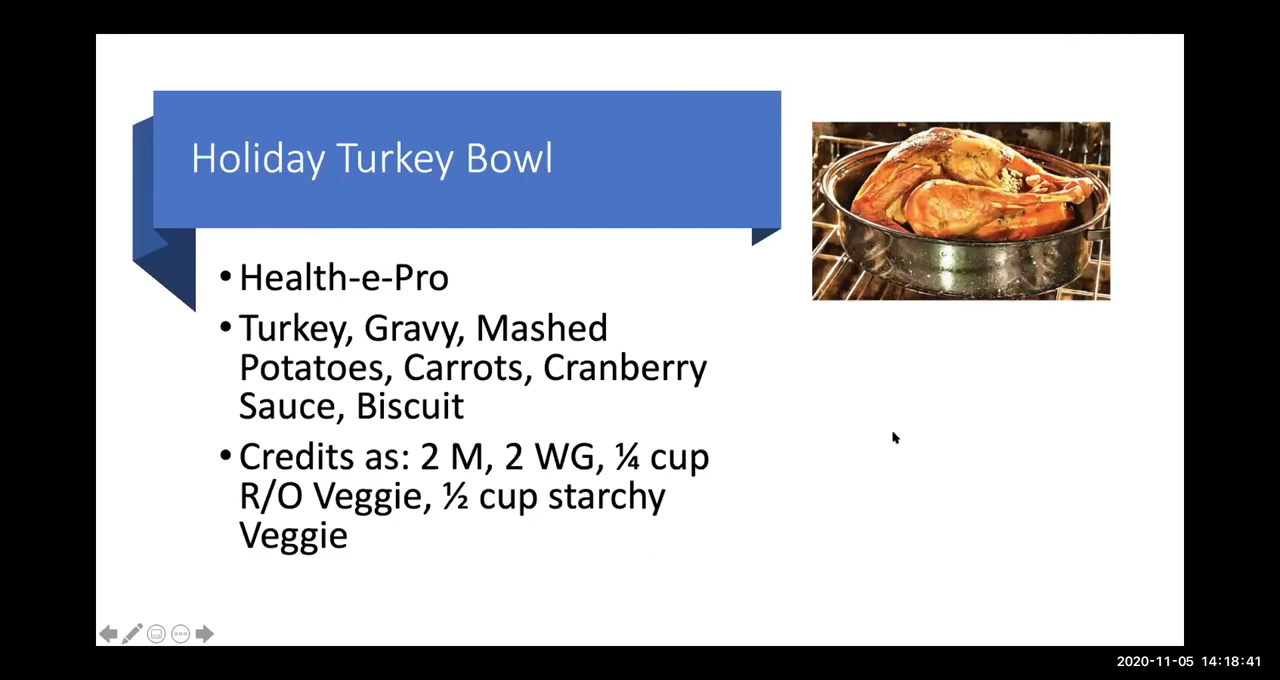 Holiday Turkey Bowl
• Health-e-Pro
• Turkey, Gravy, Mashed
Potatoes, Carrots, Cranberry
Sauce, Biscuit
• Credits as: 2 M, 2 WG, ¼ cup
R/O Veggie, ½ cup starchy
Veggie
2020-11-05 14:18:41